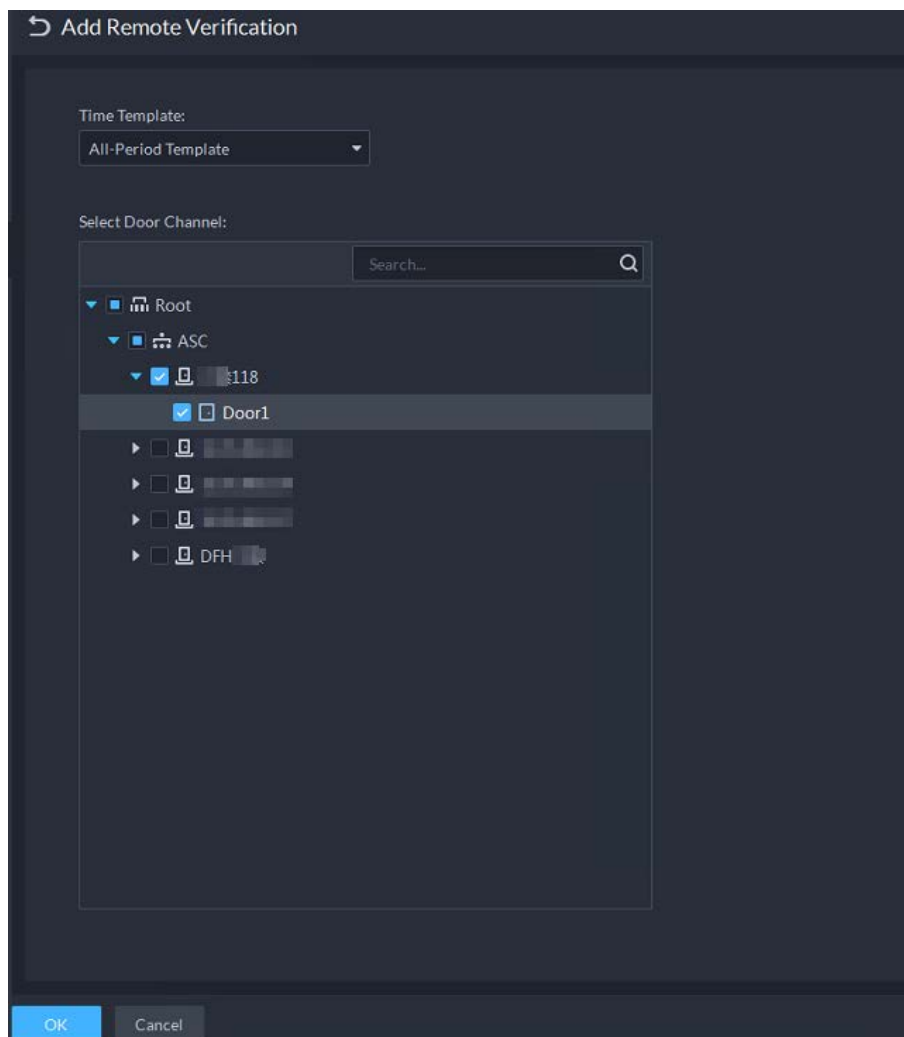 Add Remote Verification
Time Template:
All-Period Template
Select Door Channel:
Search...
Root
ASC
118
Door1
DFH
OK Cancel